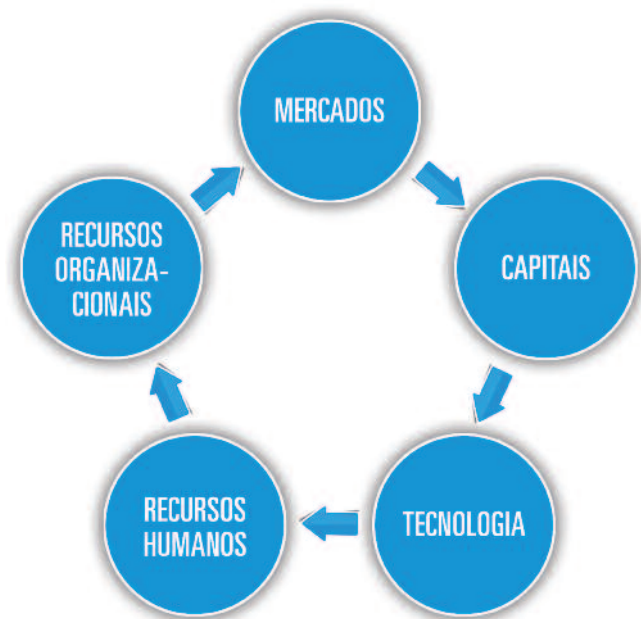 MERCADOS
CAPITAIS
TECNOLOGIA
RECURSOS
HUMANOS
RECURSOS
ORGANIZA-
CIONAIS